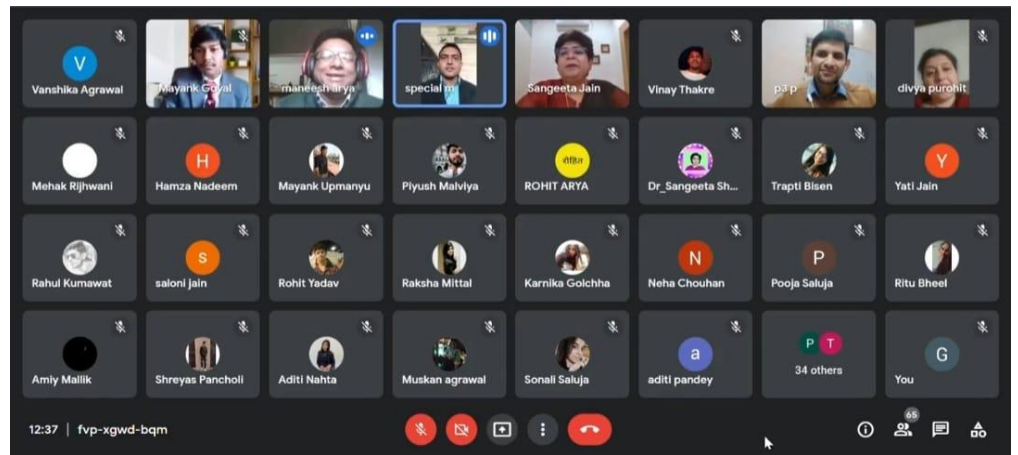 V
Vanshika Agrawal
Mayank Goyal
maneesh arya
special m
Sangeeta Jain
Vinay Thakre
p3 p
divya purohit
Mehak Rijhwani
H
Hamza Nadeem
Mayank Upmanyu
Piyush Malviya
रोहित
ROHIT ARYA
Dr_Sangeeta Sh...
Trapti Bisen
Y
Yati Jain
Rahul Kumawat
s
saloni jain
Rohit Yadav
Raksha Mittal
Karnika Golchha
N
Neha Chouhan
P
Pooja Saluja
Ritu Bheel
Amiy Mallik
Shreyas Pancholi
Aditi Nahta
Muskan agrawal
Sonali Saluja
a
aditi pandey
P T
34 others
G
You
12:37 | fvp-xgwd-bqm
65